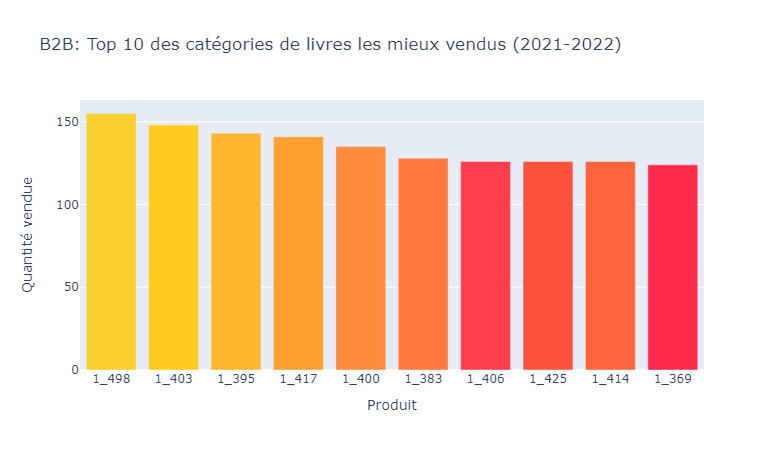 B2B: Top 10 des catégories de livres les mieux vendus (2021-2022)
Quantité vendue
150
100
50
0
1_498 1_403 1_395 1_417 1_400 1_383 1_406 1_425 1_414 1_369
Produit